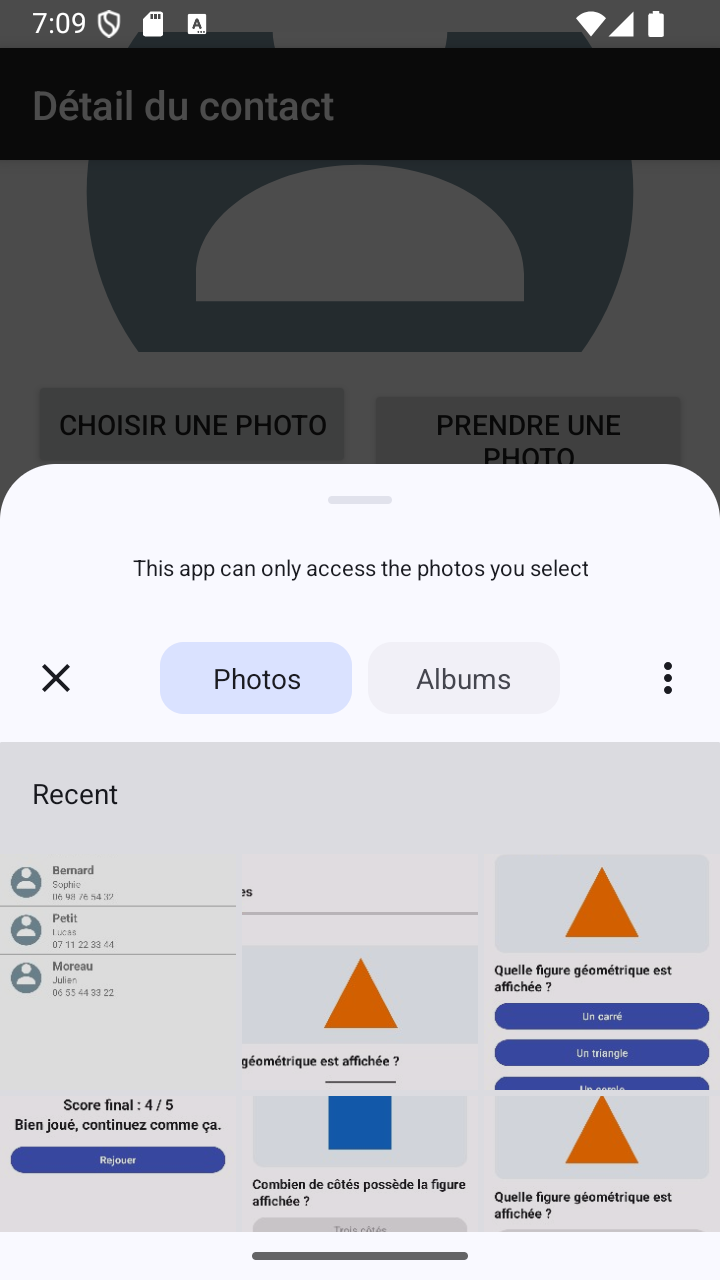 7:09
Détail du contact
CHOISIR UNE PHOTO
PRENDRE UNE
PHOTO
This app can only access the photos you select
Photos
Albums
Recent
Bernard
Sophie
06 98 76 54 32
Petit
Lucas
07 11 22 33 44
Moreau
Julien
06 55 44 33 22
es
géométrique est affichée ?
Quelle figure géométrique est
affichée ?
Un carré
Un triangle
Un cercle
Score final : 4 / 5
Bien joué, continuez comme ça.
Rejouer
Combien de côtés possède la figure
affichée ?
Trois côtés
Quelle figure géométrique est
affichée ?